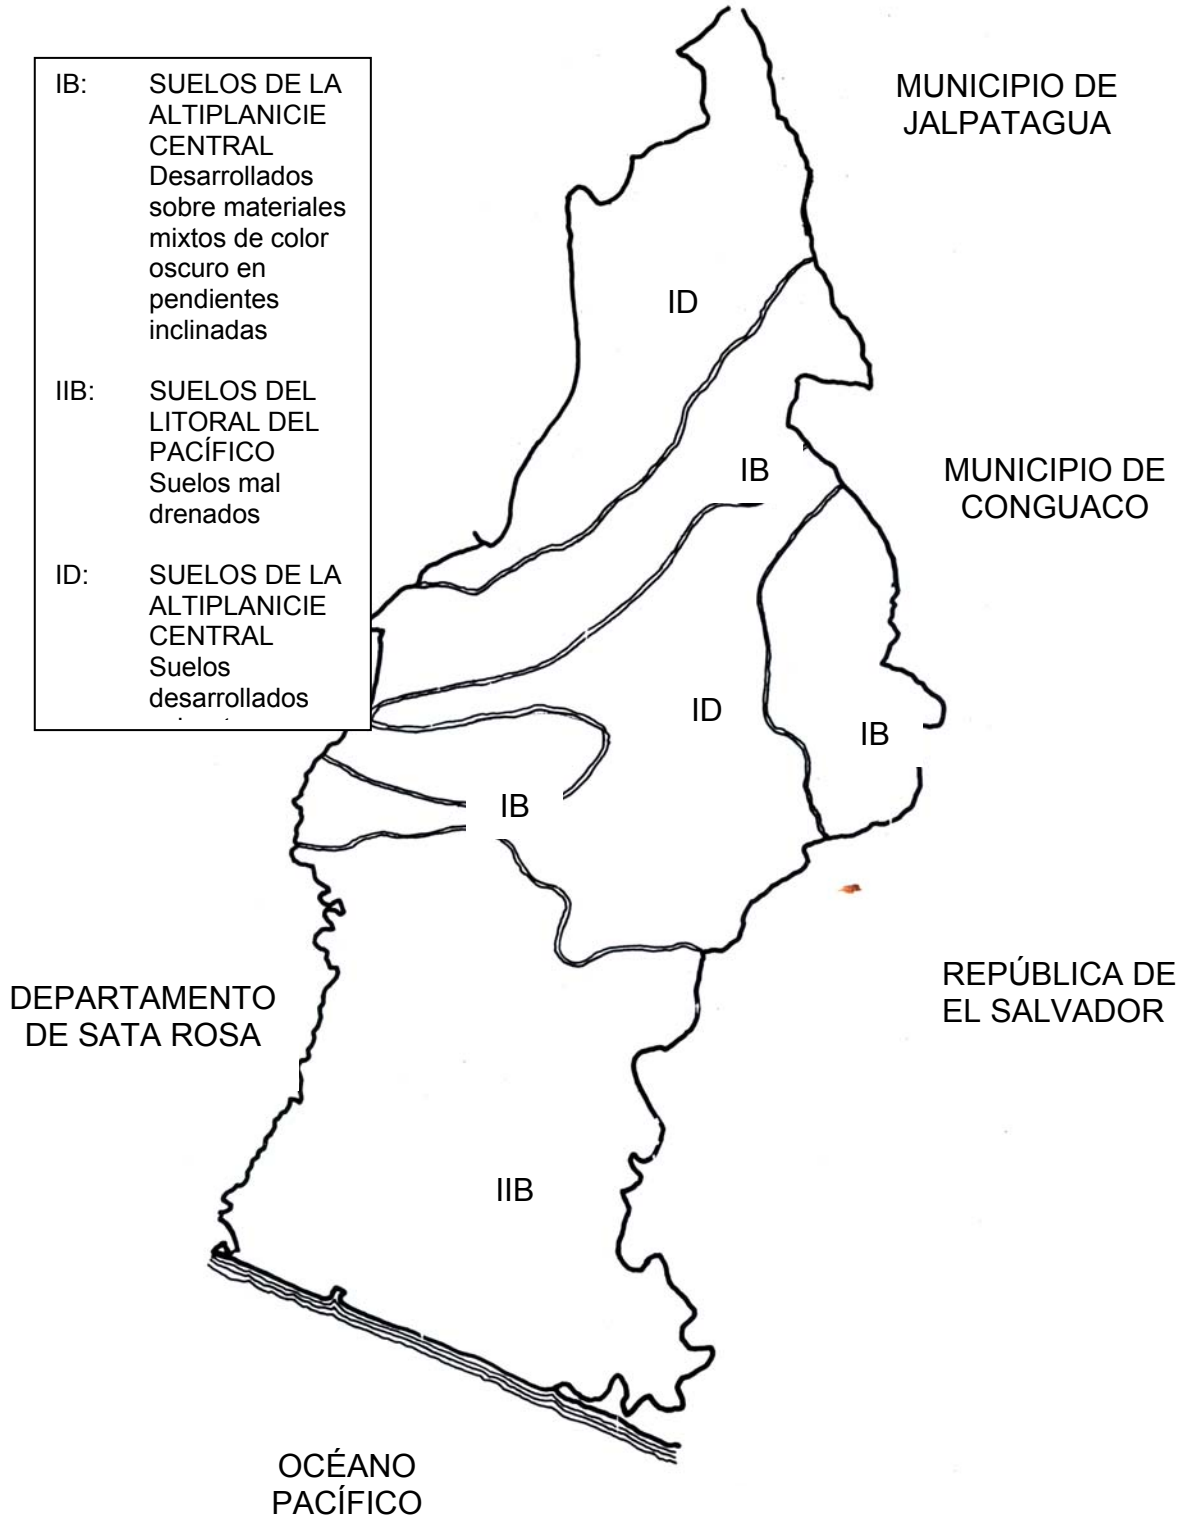 IB: SUELOS DE LA
ALTIPLANICIE
CENTRAL
Desarrollados
sobre materiales
mixtos de color
oscuro en
pendientes
inclinadas
IIB: SUELOS DEL
LITORAL DEL
PACÍFICO
Suelos mal
drenados
ID: SUELOS DE LA
ALTIPLANICIE
CENTRAL
Suelos
desarrollados
MUNICIPIO DE
JALPATAGUA
ID
IB
MUNICIPIO DE
CONGUACO
ID
IB
IB
DEPARTAMENTO
DE SATA ROSA
REPÚBLICA DE
EL SALVADOR
IIB
OCÉANO
PACÍFICO